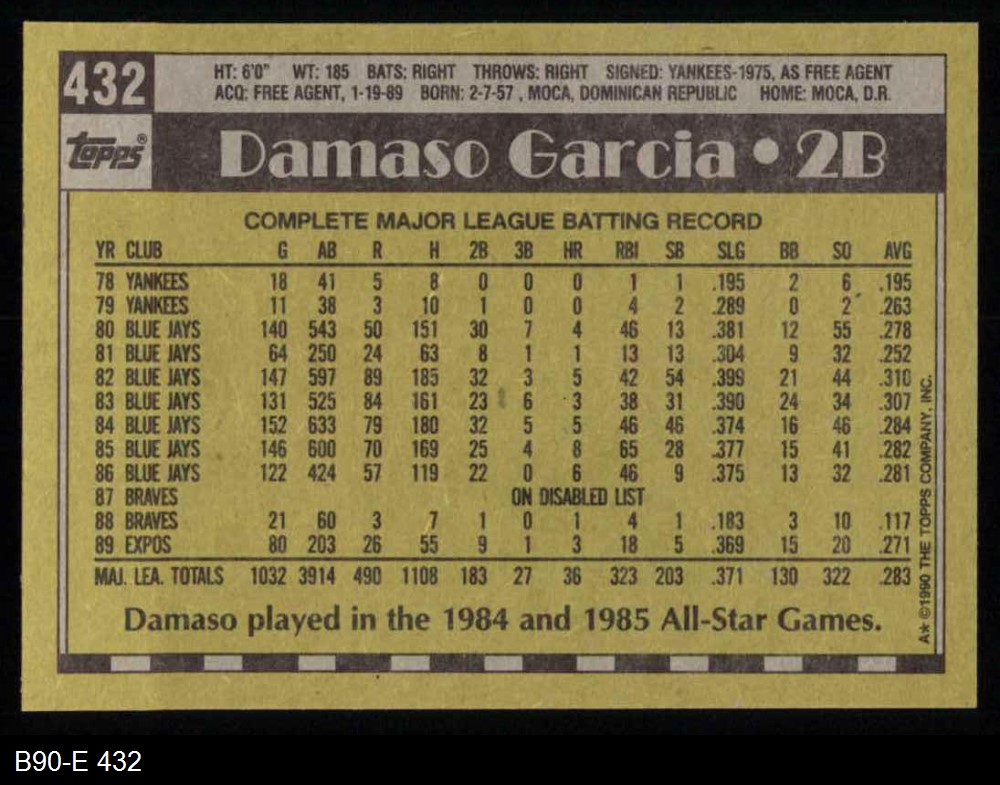 432
HT: 6'0" WT: 185 BATS: RIGHT THROWS: RIGHT SIGNED: YANKEES-1975, AS FREE AGENT
ACQ: FREE AGENT, 1-19-89 BORN: 2-7-57 , MOCA, DOMINICAN REPUBLIC HOME: MOCA, D.R.
topps®
Damaso Garcia • 2B
COMPLETE MAJOR LEAGUE BATTING RECORD
YR CLUB G AB R H 2B 3B HR RBI SB SLG BB SO AVG
78 YANKEES 18 41 5 8 0 0 0 1 1 .195 2 6 .195
79 YANKEES 11 38 3 10 1 0 0 4 2 .289 0 2 .263
80 BLUE JAYS 140 543 50 151 30 7 4 46 13 .381 12 55 .278
81 BLUE JAYS 64 250 24 63 8 1 1 13 13 .304 9 32 .252
82 BLUE JAYS 147 597 89 185 32 3 5 42 54 .399 21 44 .310
83 BLUE JAYS 131 525 84 161 23 6 3 38 31 .390 24 34 .307
84 BLUE JAYS 152 633 79 180 32 5 5 46 46 .374 16 46 .284
85 BLUE JAYS 146 600 70 169 25 4 8 65 28 .377 15 41 .282
86 BLUE JAYS 122 424 57 119 22 0 6 46 9 .375 13 32 .281
87 BRAVES ON DISABLED LIST
88 BRAVES 21 60 3 7 1 0 1 4 1 .183 3 10 .117
89 EXPOS 80 203 26 55 9 1 3 18 5 .369 15 20 .271
MAJ. LEA. TOTALS 1032 3914 490 1108 183 27 36 323 203 .371 130 322 .283
Damaso played in the 1984 and 1985 All-Star Games.
A* ©1990 THE TOPPS COMPANY, INC.
B90-E 432